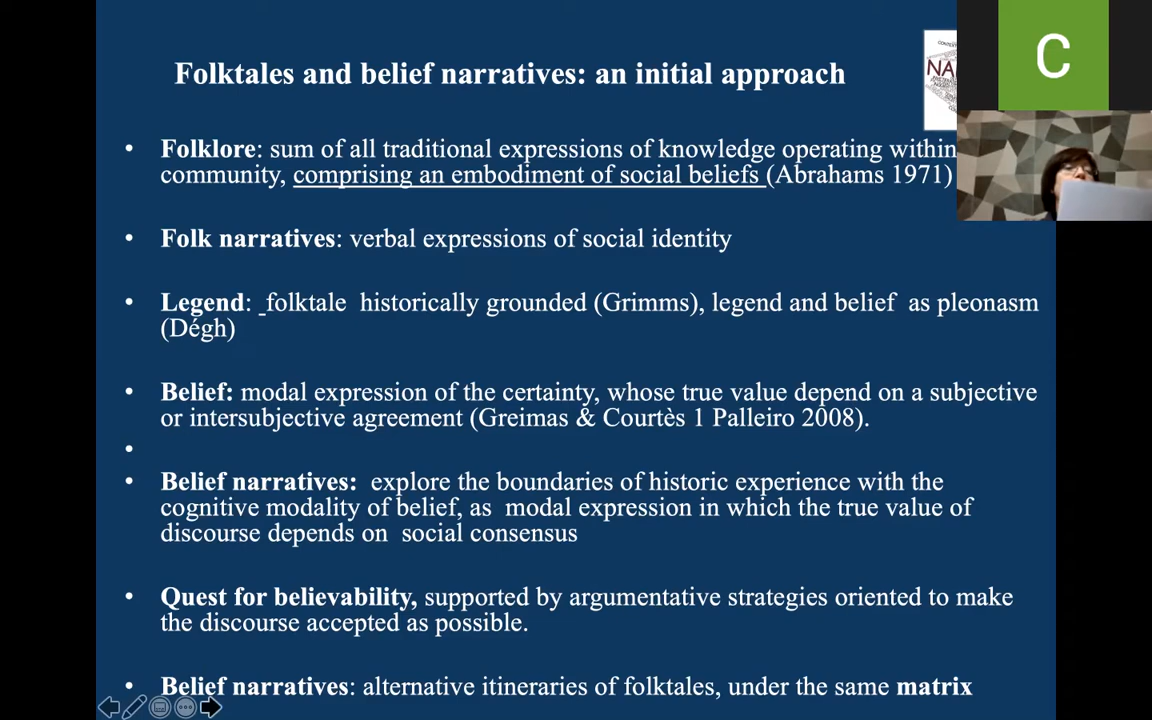 Folktales and belief narratives: an initial approach
C
NA
• Folklore: sum of all traditional expressions of knowledge operating within
community, comprising an embodiment of social beliefs (Abrahams 1971)
• Folk narratives: verbal expressions of social identity
• Legend: folktale historically grounded (Grimms), legend and belief as pleonasm
(Dégh)
• Belief: modal expression of the certainty, whose true value depend on a subjective
or intersubjective agreement (Greimas & Courtès 1 Palleiro 2008).
•
• Belief narratives: explore the boundaries of historic experience with the
cognitive modality of belief, as modal expression in which the true value of
discourse depends on social consensus
• Quest for believability, supported by argumentative strategies oriented to make
the discourse accepted as possible.
• Belief narratives: alternative itineraries of folktales, under the same matrix